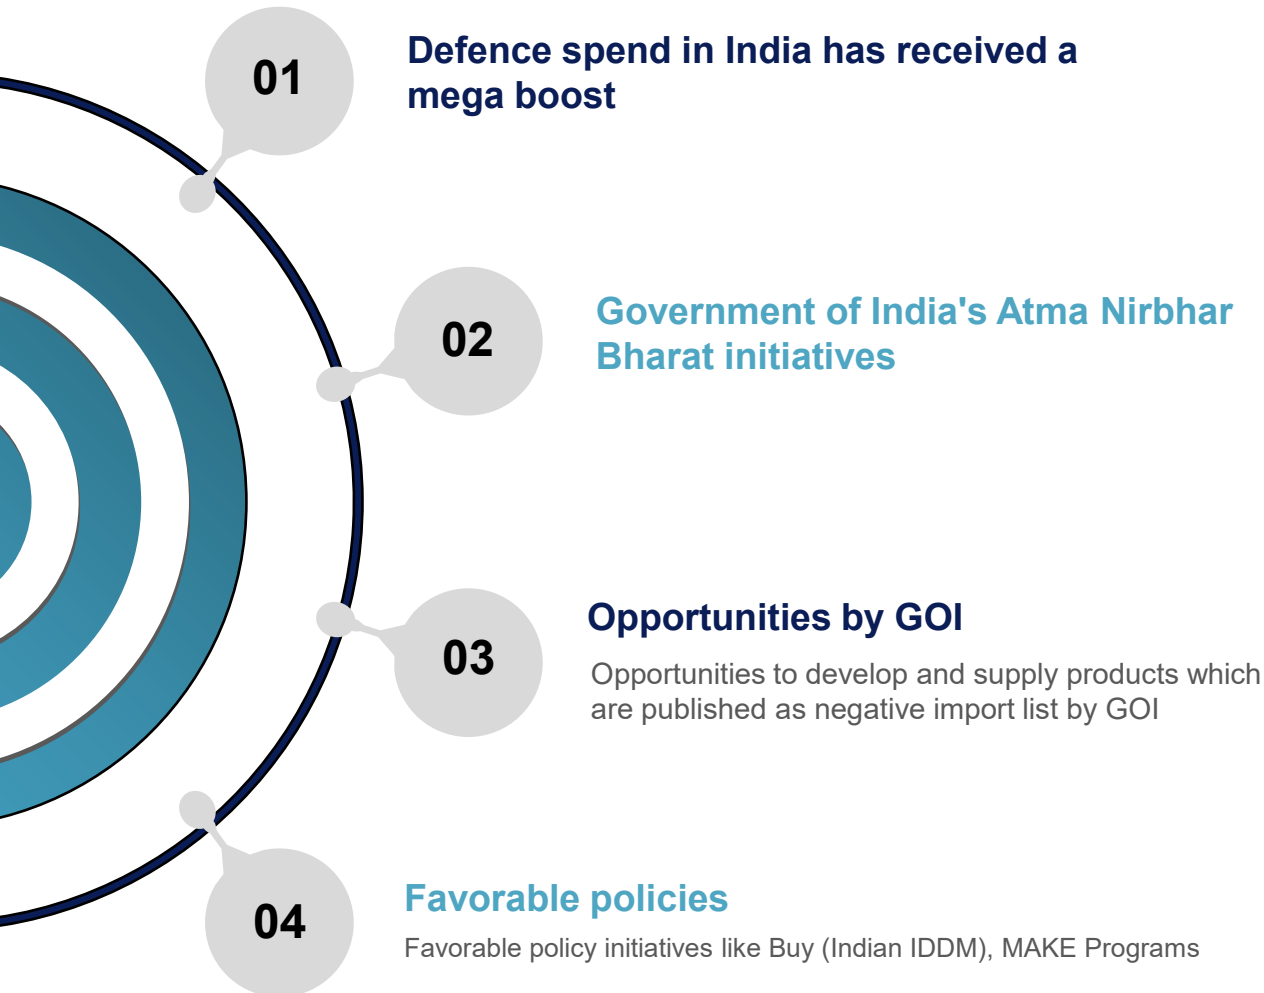 01
Defence spend in India has received a
mega boost
02
Government of India's Atma Nirbhar
Bharat initiatives
03
Opportunities by GOI
Opportunities to develop and supply products which
are published as negative import list by GOI
04
Favorable policies
Favorable policy initiatives like Buy (Indian IDDM), MAKE Programs